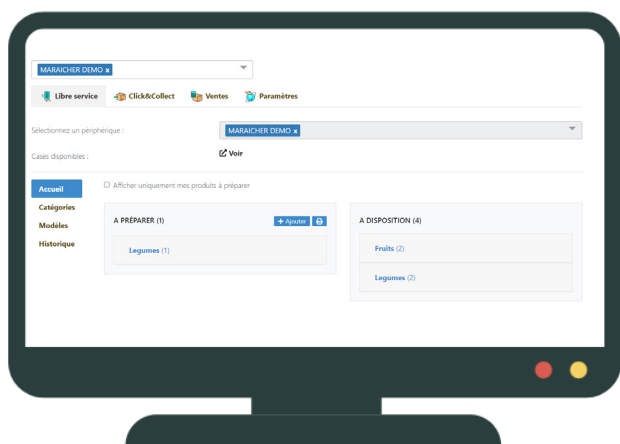 MARAICHER DEMO x
Libre service Click&Collect Ventes Paramètres
Sélectionnez un périphérique :
MARAICHER DEMO x
Cases disponibles :
Voir
Accueil
Catégories
Modèles
Historique
Afficher uniquement mes produits à préparer
A PRÉPARER (1)
+ Ajouter
Legumes (1)
A DISPOSITION (4)
Fruits (2)
Legumes (2)